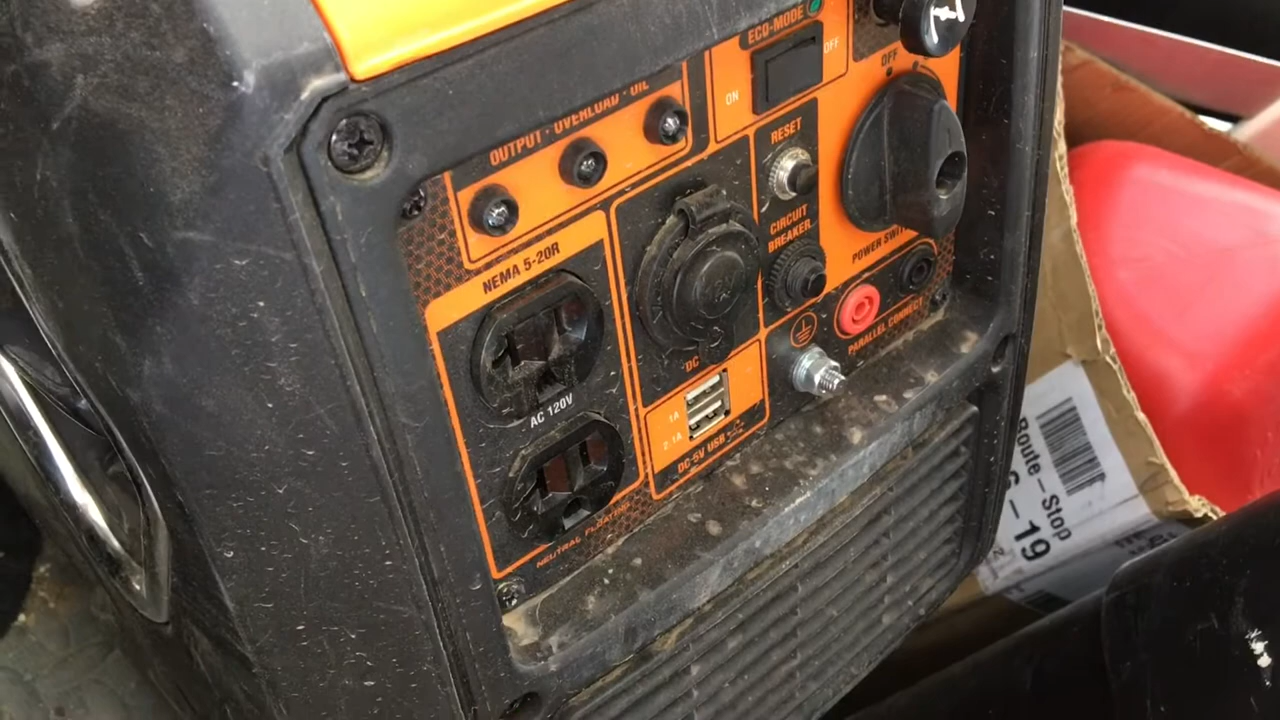 ECO-MODE
OFF
ON
OFF
OUTPUT · OVERLOAD · OIL
RESET
CIRCUIT
BREAKER
NEMA 5-20R
POWER SWITCH
PARALLEL CONNECT
DC
AC 120V
1A
2.1A
DC 5V USB
NEUTRAL FLOATING
Route-Stop
6-19